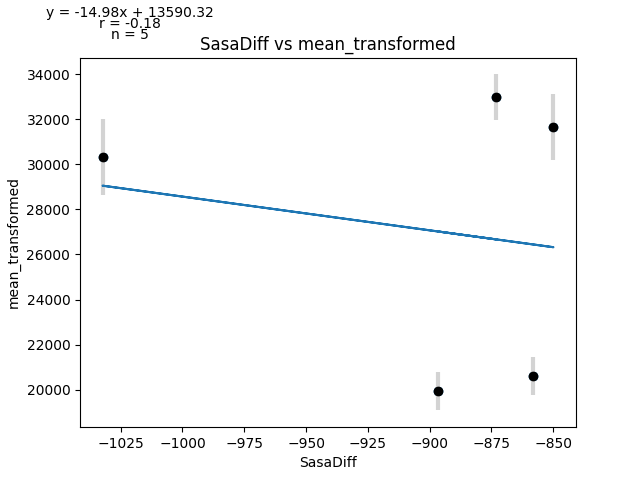 y = -14.98x + 13590.32
r = -0.18
n = 5
SasaDiff vs mean_transformed
34000
32000
30000
28000
26000
24000
22000
20000
mean_transformed
−1025 −1000 −975 −950 −925 −900 −875 −850
SasaDiff